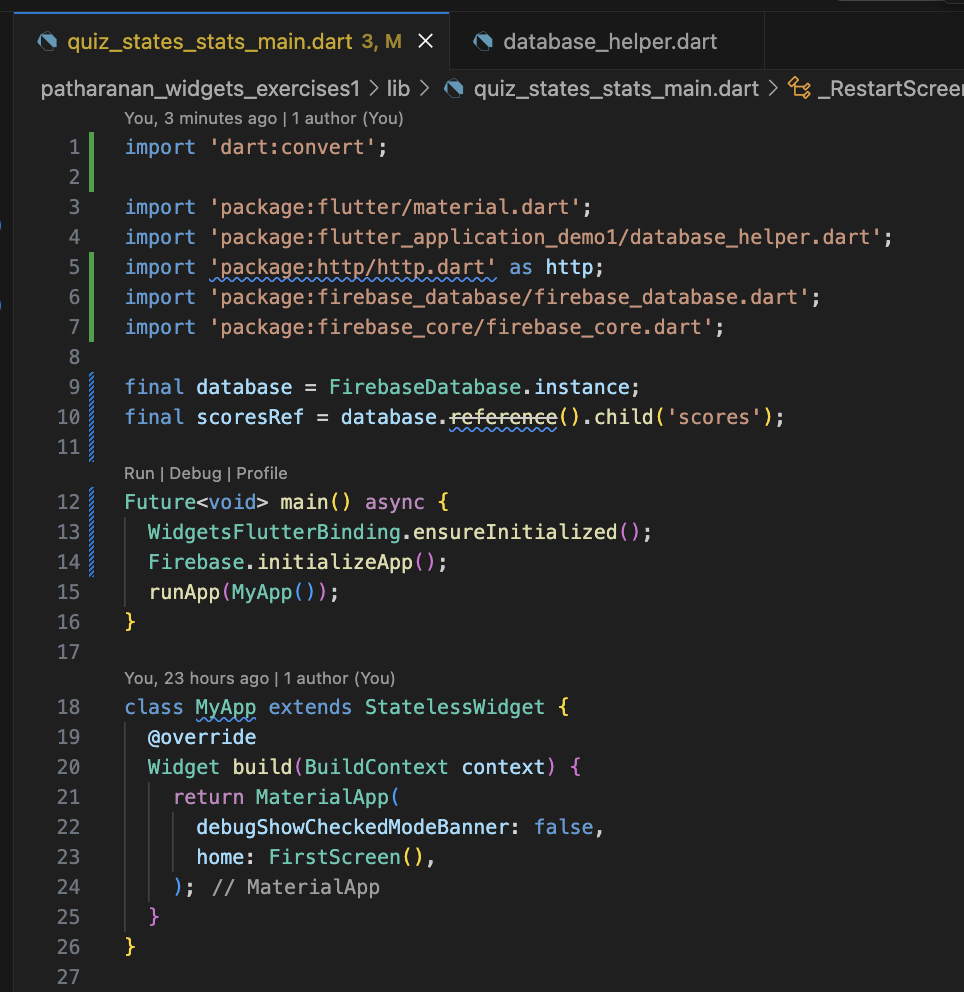 quiz_states_stats_main.dart 3, M
database_helper.dart
patharanan_widgets_exercises1 > lib > quiz_states_stats_main.dart > _RestartScreen
You, 3 minutes ago | 1 author (You)
1 import 'dart:convert';
2
3 import 'package:flutter/material.dart';
4 import 'package:flutter_application_demo1/database_helper.dart';
5 import 'package:http/http.dart' as http;
6 import 'package:firebase_database/firebase_database.dart';
7 import 'package:firebase_core/firebase_core.dart';
8
9 final database = FirebaseDatabase.instance;
10 final scoresRef = database.reference().child('scores');
11
Run | Debug | Profile
12 Future<void> main() async {
13   WidgetsFlutterBinding.ensureInitialized();
14   Firebase.initializeApp();
15   runApp(MyApp());
16 }
17
You, 23 hours ago | 1 author (You)
18 class MyApp extends StatelessWidget {
19   @override
20   Widget build(BuildContext context) {
21     return MaterialApp(
22       debugShowCheckedModeBanner: false,
23       home: FirstScreen(),
24     ); // MaterialApp
25   }
26 }
27